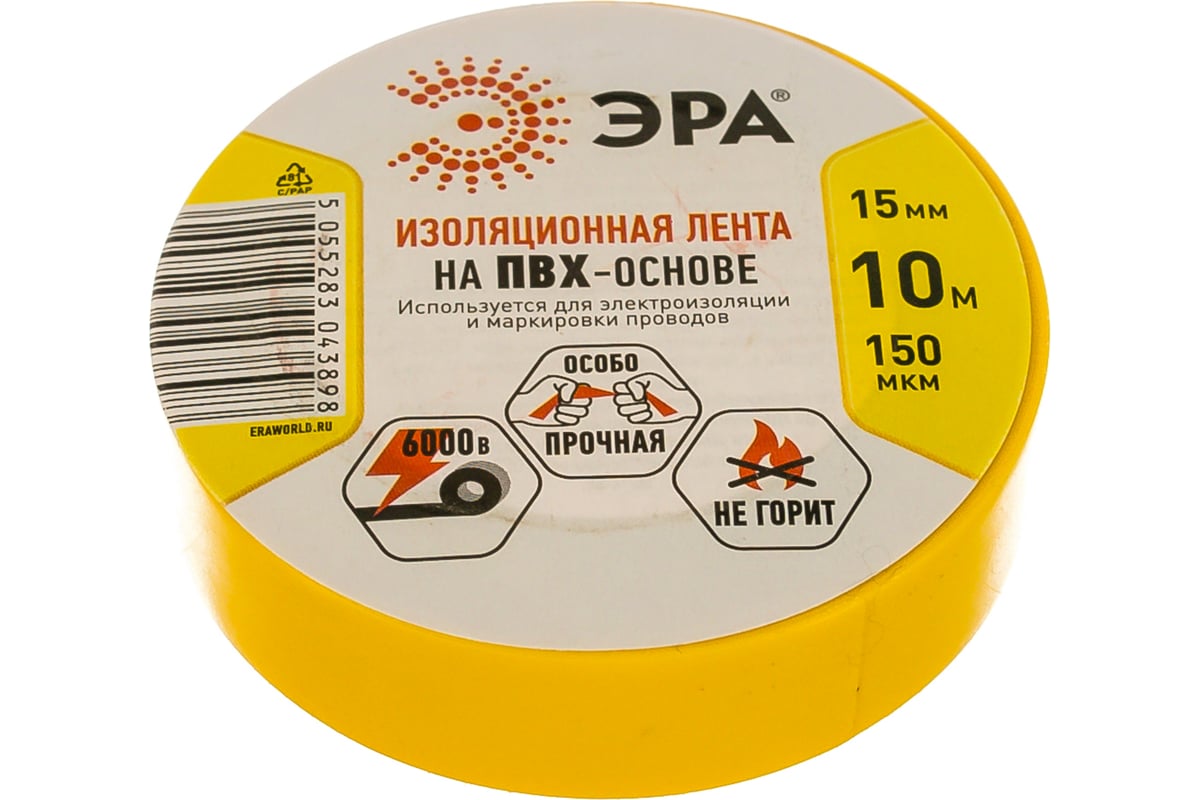 ЭРА®
ИЗОЛЯЦИОННАЯ ЛЕНТА
НА ПВХ-ОСНОВЕ
Используется для электроизоляции
и маркировки проводов
15 мм
10 м
150
мкм
81
C/PAP
5 055283 043898
ERAWORLD.RU
ОСОБО
ПРОЧНАЯ
6000 В
НЕ ГОРИТ